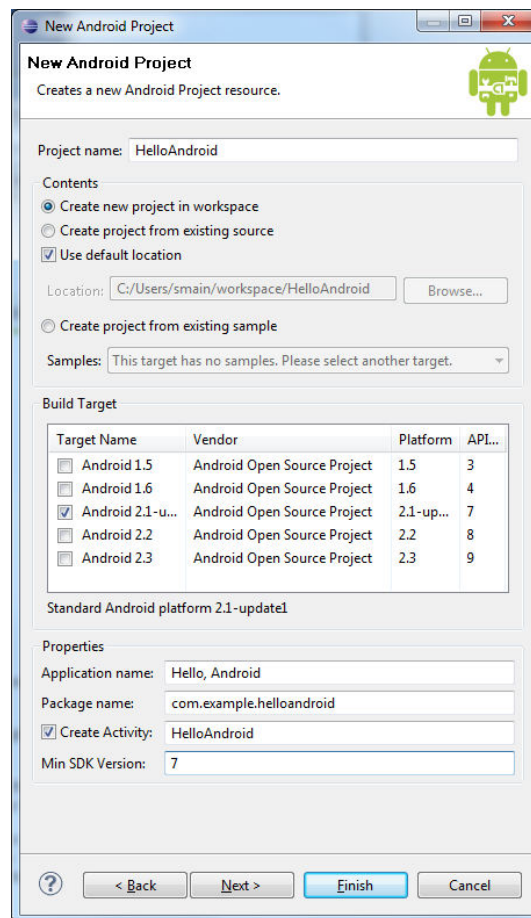 New Android Project
New Android Project
Creates a new Android Project resource.
Project name: HelloAndroid
Contents
Create new project in workspace
Create project from existing source
Use default location
Location: C:/Users/smain/workspace/HelloAndroid Browse...
Create project from existing sample
Samples: This target has no samples. Please select another target.
Build Target
Target Name Vendor Platform API...
Android 1.5 Android Open Source Project 1.5 3
Android 1.6 Android Open Source Project 1.6 4
Android 2.1-u... Android Open Source Project 2.1-up... 7
Android 2.2 Android Open Source Project 2.2 8
Android 2.3 Android Open Source Project 2.3 9
Standard Android platform 2.1-update1
Properties
Application name: Hello, Android
Package name: com.example.helloandroid
Create Activity: HelloAndroid
Min SDK Version: 7
? < Back Next > Finish Cancel